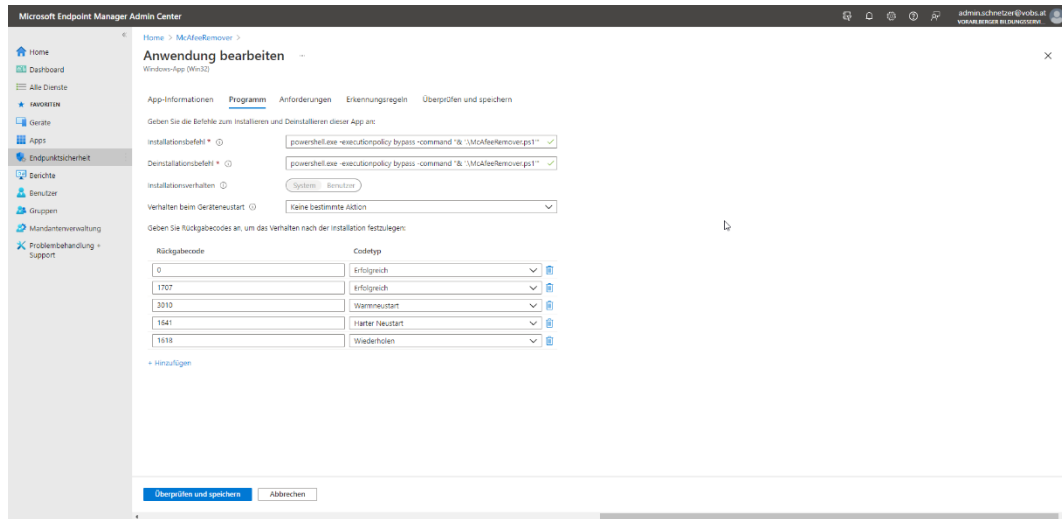 Microsoft Endpoint Manager Admin Center
admin.schnetzer@vobs.at
VORARLBERGER BILDUNGSSERVI...
Home
Dashboard
Alle Dienste
FAVORITEN
Geräte
Apps
Endpunktsicherheit
Berichte
Benutzer
Gruppen
Mandantenverwaltung
Problembehandlung +
Support
Home > McAfeeRemover >
Anwendung bearbeiten ...
Windows-App (Win32)
App-Informationen Programm Anforderungen Erkennungsregeln Überprüfen und speichern
Geben Sie die Befehle zum Installieren und Deinstallieren dieser App an:
Installationsbefehl * powershell.exe -executionpolicy bypass -command "& '.\McAfeeRemover.ps1'"
Deinstallationsbefehl * powershell.exe -executionpolicy bypass -command "& '.\McAfeeRemover.ps1'"
Installationsverhalten System Benutzer
Verhalten beim Geräteneustart Keine bestimmte Aktion
Geben Sie Rückgabecodes an, um das Verhalten nach der Installation festzulegen:
Rückgabecode Codetyp
0 Erfolgreich
1707 Erfolgreich
3010 Warmneustart
1641 Harter Neustart
1618 Wiederholen
+ Hinzufügen
Überprüfen und speichern Abbrechen